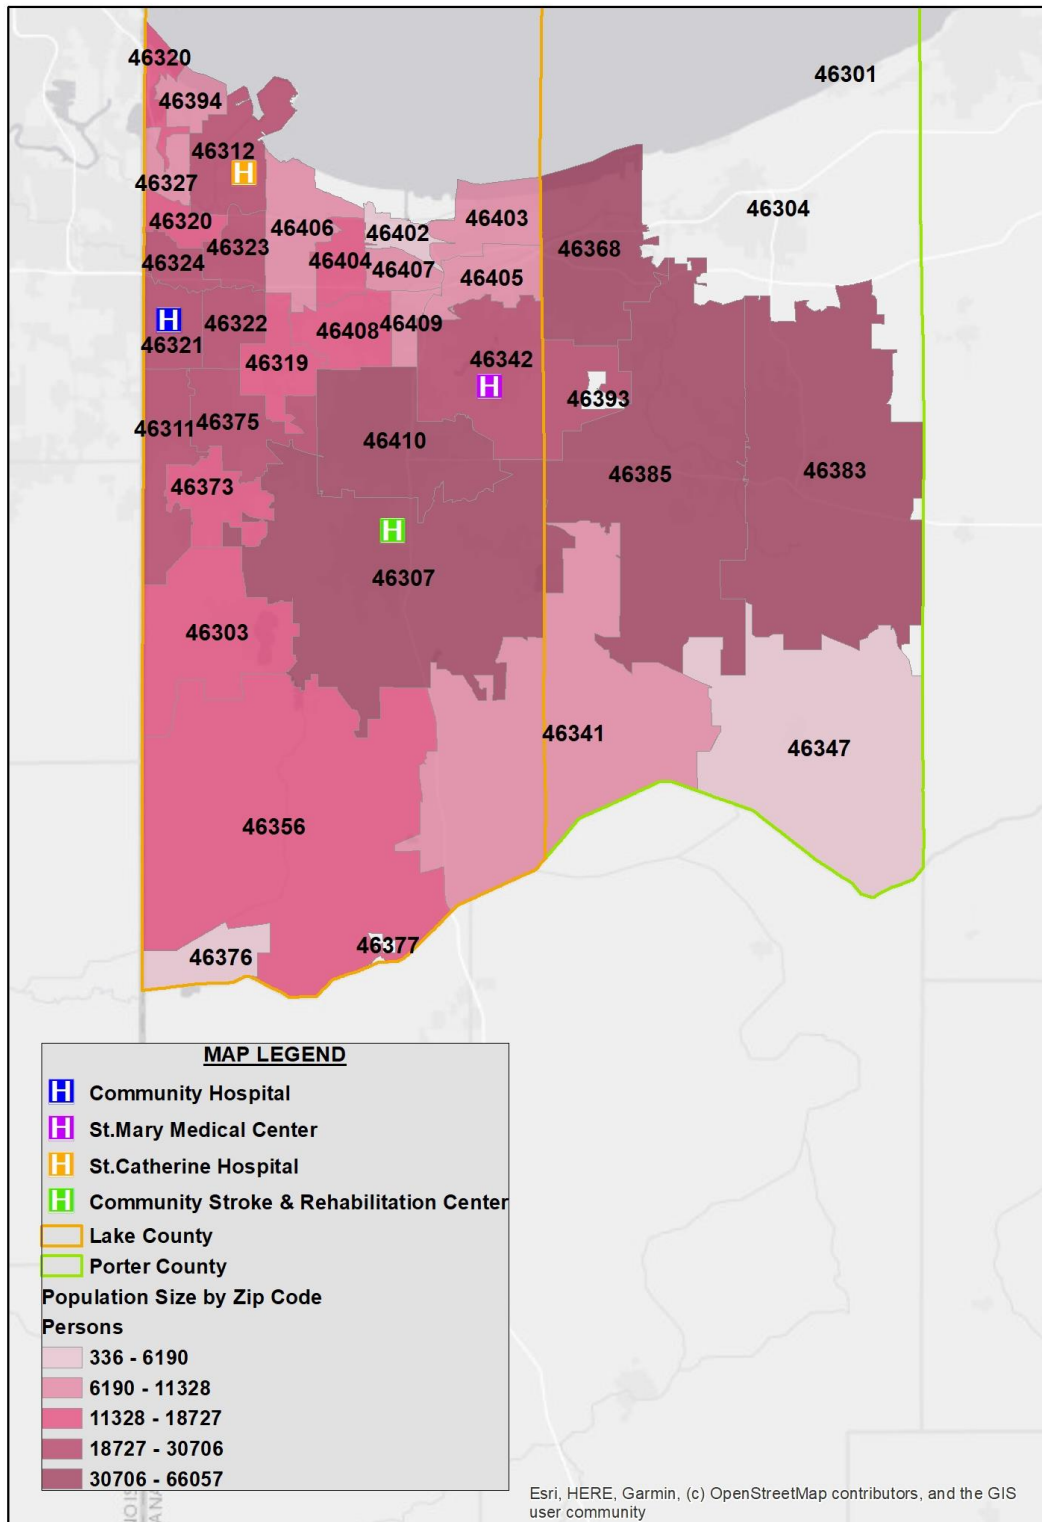 46320
46301
46394
46312
H
46327
46304
46320
46403
46406
46402
46323
46368
46324
46404
46407
46405
H
46322
46408
46409
46321
46319
46342
H
46393
46311
46375
46410
46385
46383
46373
H
46307
46303
46341
46347
46356
46377
46376
MAP LEGEND
H Community Hospital
H St.Mary Medical Center
H St.Catherine Hospital
H Community Stroke & Rehabilitation Center
Lake County
Porter County
Population Size by Zip Code
Persons
336 - 6190
6190 - 11328
11328 - 18727
18727 - 30706
30706 - 66057
Esri, HERE, Garmin, (c) OpenStreetMap contributors, and the GIS
user community